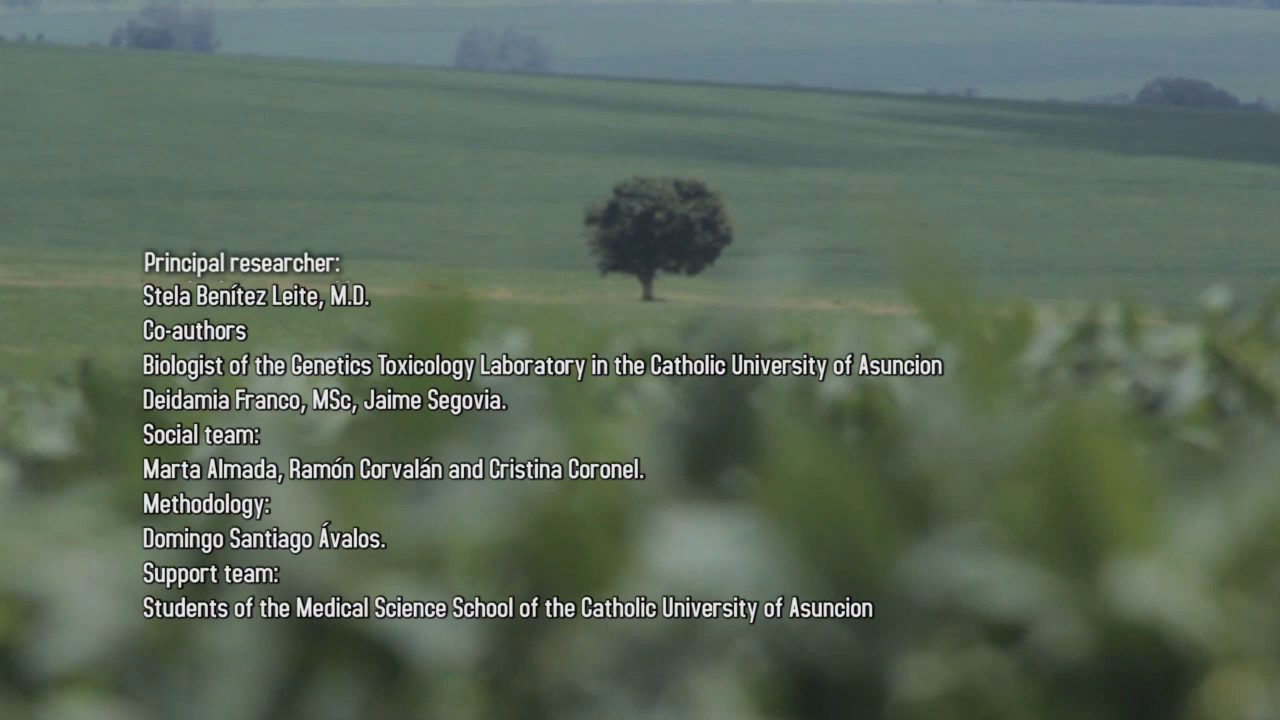 Principal researcher:
Stela Benítez Leite, M.D.
Co-authors
Biologist of the Genetics Toxicology Laboratory in the Catholic University of Asuncion
Deidamia Franco, MSc, Jaime Segovia.
Social team:
Marta Almada, Ramón Corvalán and Cristina Coronel.
Methodology:
Domingo Santiago Ávalos.
Support team:
Students of the Medical Science School of the Catholic University of Asuncion